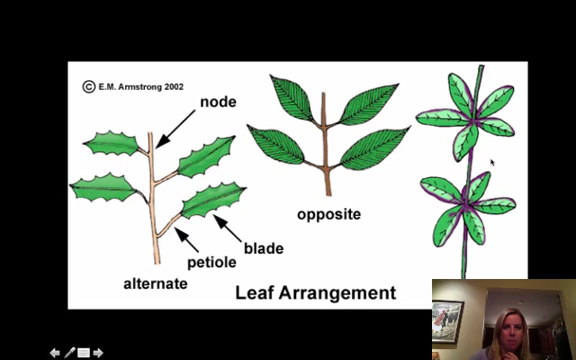 © E.M. Armstrong 2002
node
opposite
blade
petiole
alternate
Leaf Arrangement